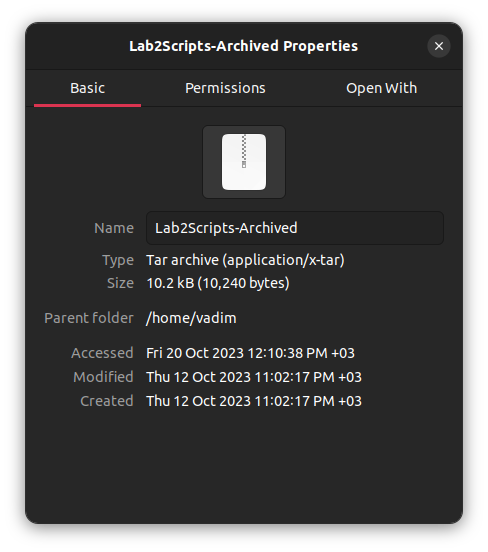 Lab2Scripts-Archived Properties
Basic Permissions Open With
Name Lab2Scripts-Archived
Type Tar archive (application/x-tar)
Size 10.2 kB (10,240 bytes)
Parent folder /home/vadim
Accessed Fri 20 Oct 2023 12:10:38 PM +03
Modified Thu 12 Oct 2023 11:02:17 PM +03
Created Thu 12 Oct 2023 11:02:17 PM +03